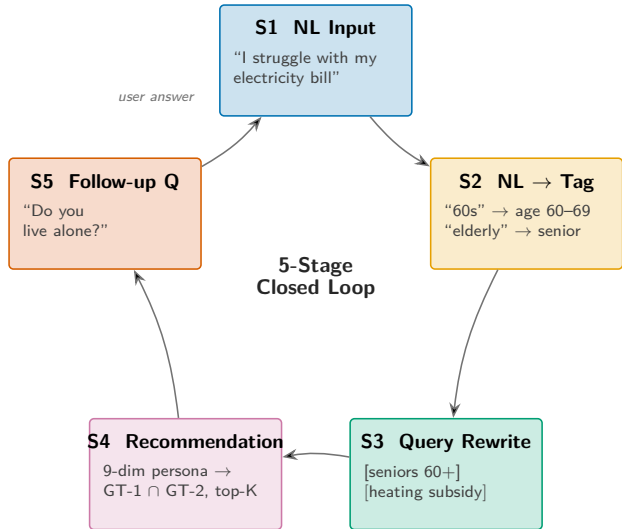 S1 NL Input
“I struggle with my
electricity bill”
user answer
S5 Follow-up Q
“Do you
live alone?”
S2 NL → Tag
“60s” → age 60–69
“elderly” → senior
5-Stage
Closed Loop
S4 Recommendation
9-dim persona →
GT-1 ∩ GT-2, top-K
S3 Query Rewrite
[seniors 60+]
[heating subsidy]